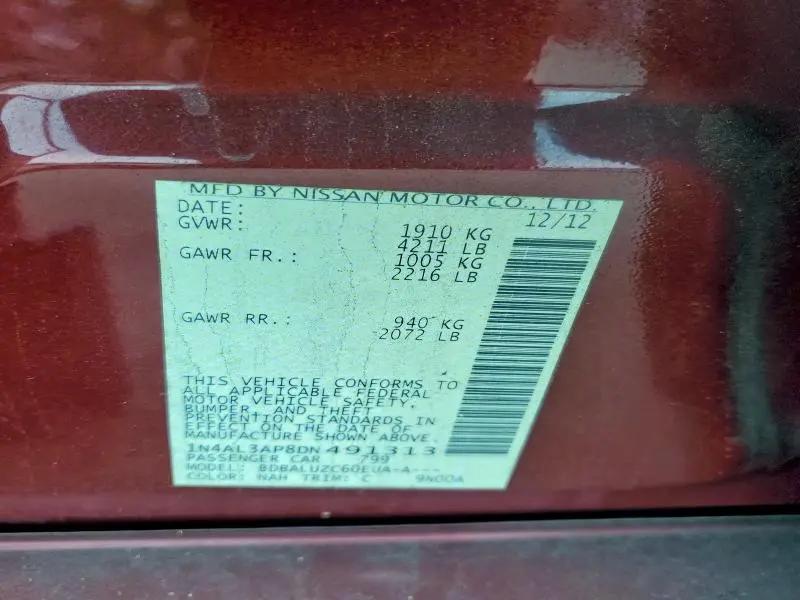 MFD BY NISSAN MOTOR CO., LTD.
DATE: 12/12
GVWR: 1910 KG
4211 LB
GAWR FR.: 1005 KG
2216 LB
GAWR RR.: 940 KG
2072 LB
THIS VEHICLE CONFORMS TO
ALL APPLICABLE FEDERAL
MOTOR VEHICLE SAFETY,
BUMPER, AND THEFT
PREVENTION STANDARDS IN
EFFECT ON THE DATE OF
MANUFACTURE SHOWN ABOVE.
1N4AL3AP8DN491313
PASSENGER CAR 799
MODEL: BDBALUZC60EUA-A---
COLOR: NAH TRIM: C 9N00A